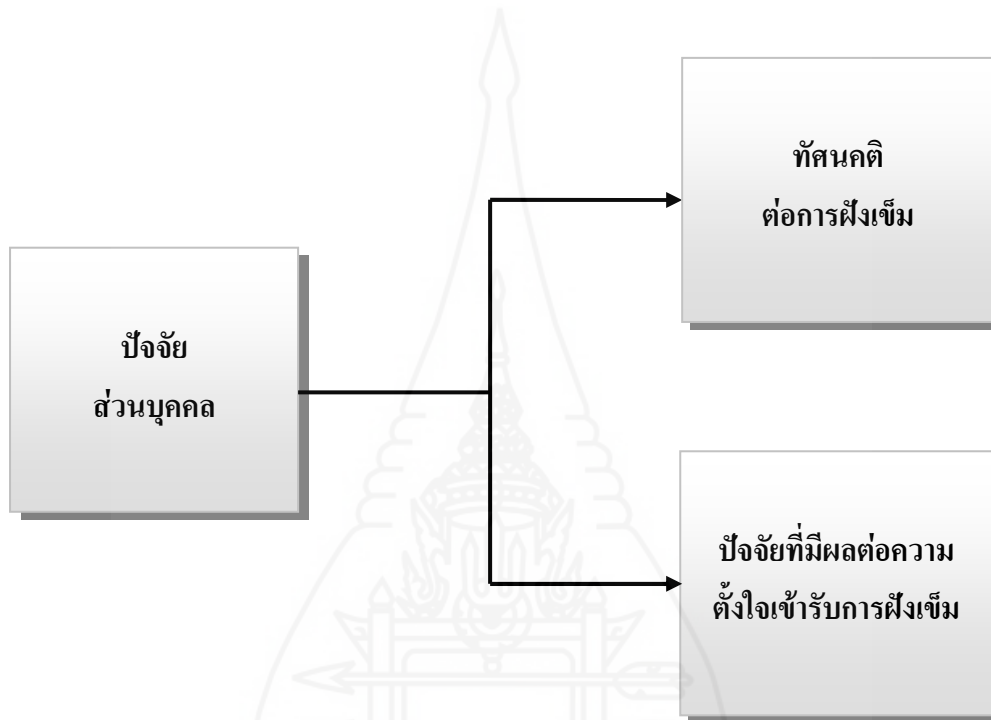 ทัศนคติ
ต่อการฝังเข็ม
ปัจจัย
ส่วนบุคคล
ปัจจัยที่มีผลต่อความ
ตั้งใจเข้ารับการฝังเข็ม